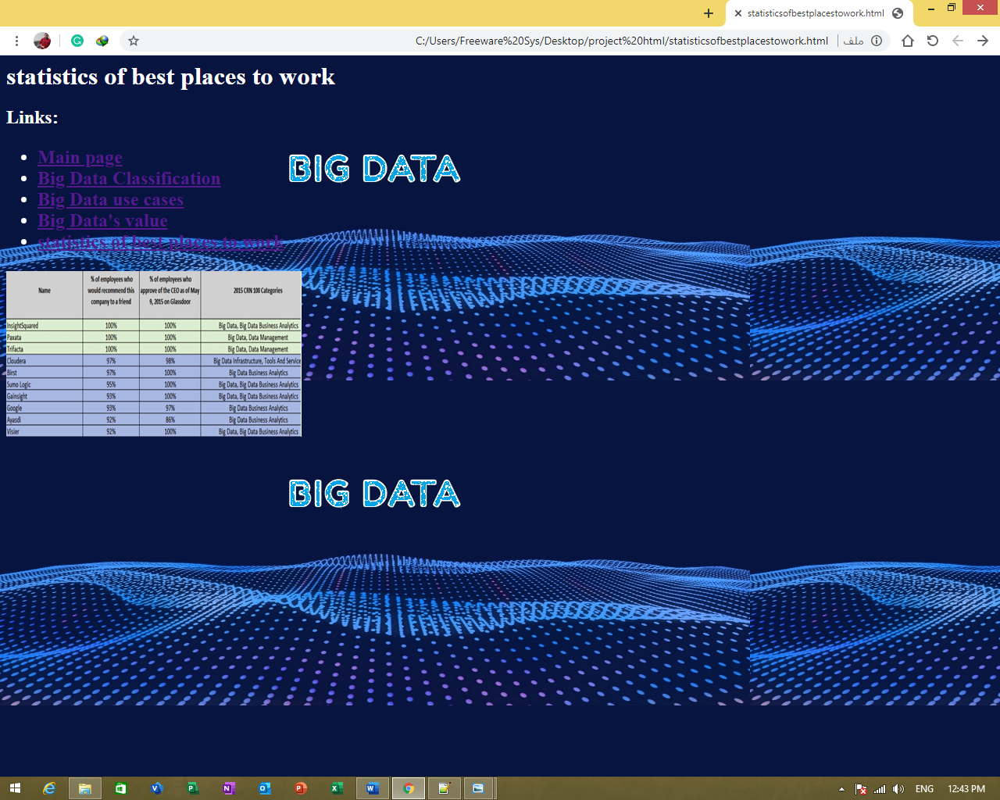 statisticsofbestplacestowork.html
C:/Users/Freeware%20Sys/Desktop/project%20html/statisticsofbestplacestowork.html
ملف
statistics of best places to work
Links:
Main page
Big Data Classification
Big Data use cases
Big Data's value
statistics of best places to work
BIG DATA
Name
% of employees who would recommend this company to a friend
% of employees who approve of the CEO as of May 9, 2015 on Glassdoor
2015 CRN 100 Categories
InsightSquared 100% 100% Big Data, Big Data Business Analytics
Paxata 100% 100% Big Data, Data Management
Trifacta 100% 100% Big Data, Data Management
Cloudera 97% 98% Big Data Infrastructure, Tools And Service
Birst 97% 100% Big Data Business Analytics
Sumo Logic 95% 100% Big Data, Big Data Business Analytics
Gainsight 93% 100% Big Data, Big Data Business Analytics
Google 93% 97% Big Data Business Analytics
Ayasdi 92% 86% Big Data Business Analytics
Visier 92% 100% Big Data, Big Data Business Analytics
BIG DATA
ENG 12:43 PM